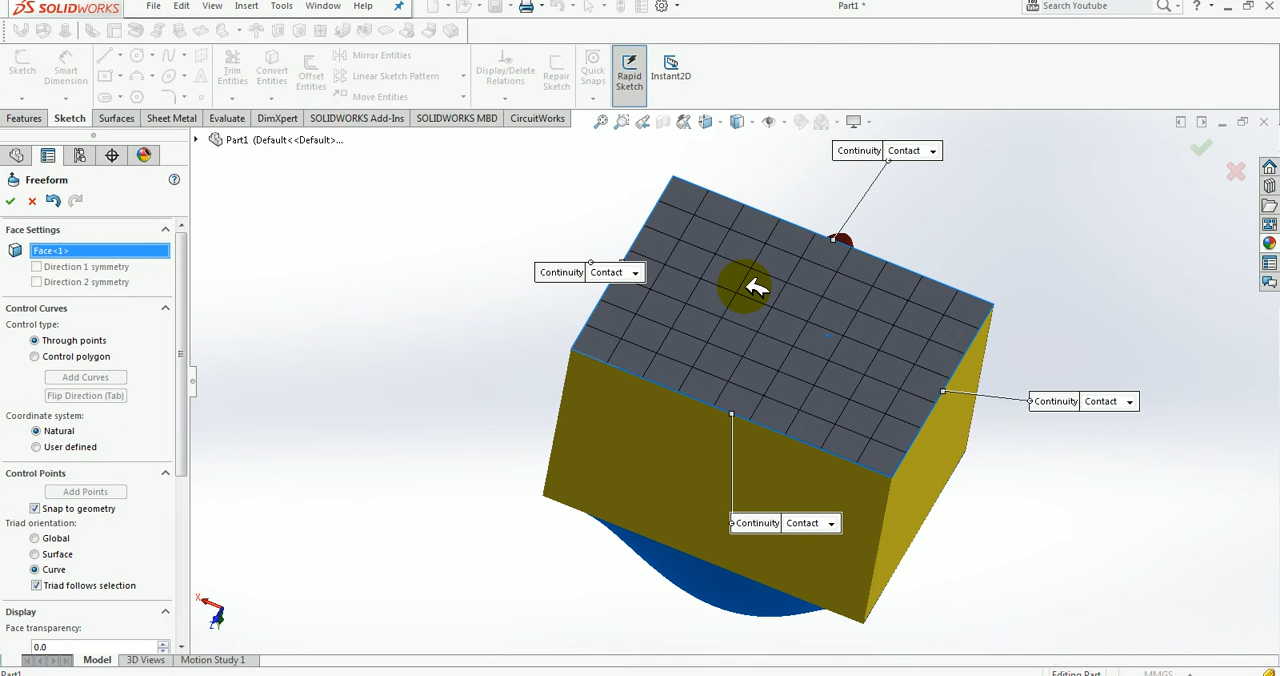 SOLIDWORKS File Edit View Insert Tools Window Help Part1 * Search Youtube
Sketch Smart Dimension Trim Entities Convert Entities Offset Entities Mirror Entities Linear Sketch Pattern Move Entities Display/Delete Relations Repair Sketch Quick Snaps Rapid Sketch Instant2D
Features Sketch Surfaces Sheet Metal Evaluate DimXpert SOLIDWORKS Add-Ins SOLIDWORKS MBD CircuitWorks
Part1 (Default<<Default>...
Freeform
Face Settings
Face<1>
Direction 1 symmetry
Direction 2 symmetry
Control Curves
Control type:
Through points
Control polygon
Add Curves
Flip Direction (Tab)
Coordinate system:
Natural
User defined
Control Points
Add Points
Snap to geometry
Triad orientation:
Global
Surface
Curve
Triad follows selection
Display
Face transparency:
0.0
Continuity Contact
Continuity Contact
Continuity Contact
Continuity Contact
X
Z
Model 3D Views Motion Study 1
Part1 Editing Part MMGS